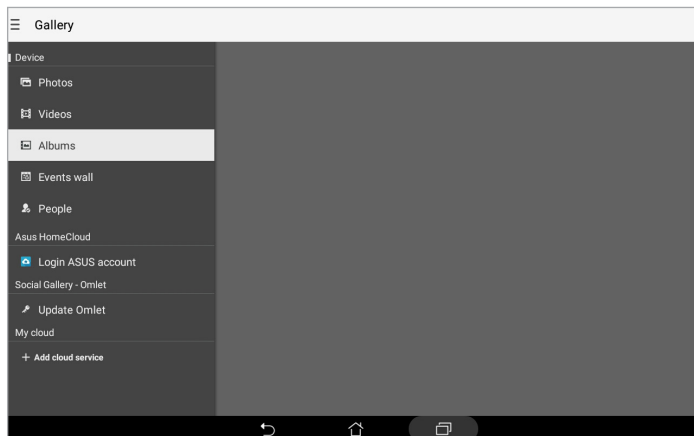 Gallery
Device
Photos
Videos
Albums
Events wall
People
Asus HomeCloud
Login ASUS account
Social Gallery - Omlet
Update Omlet
My cloud
+ Add cloud service